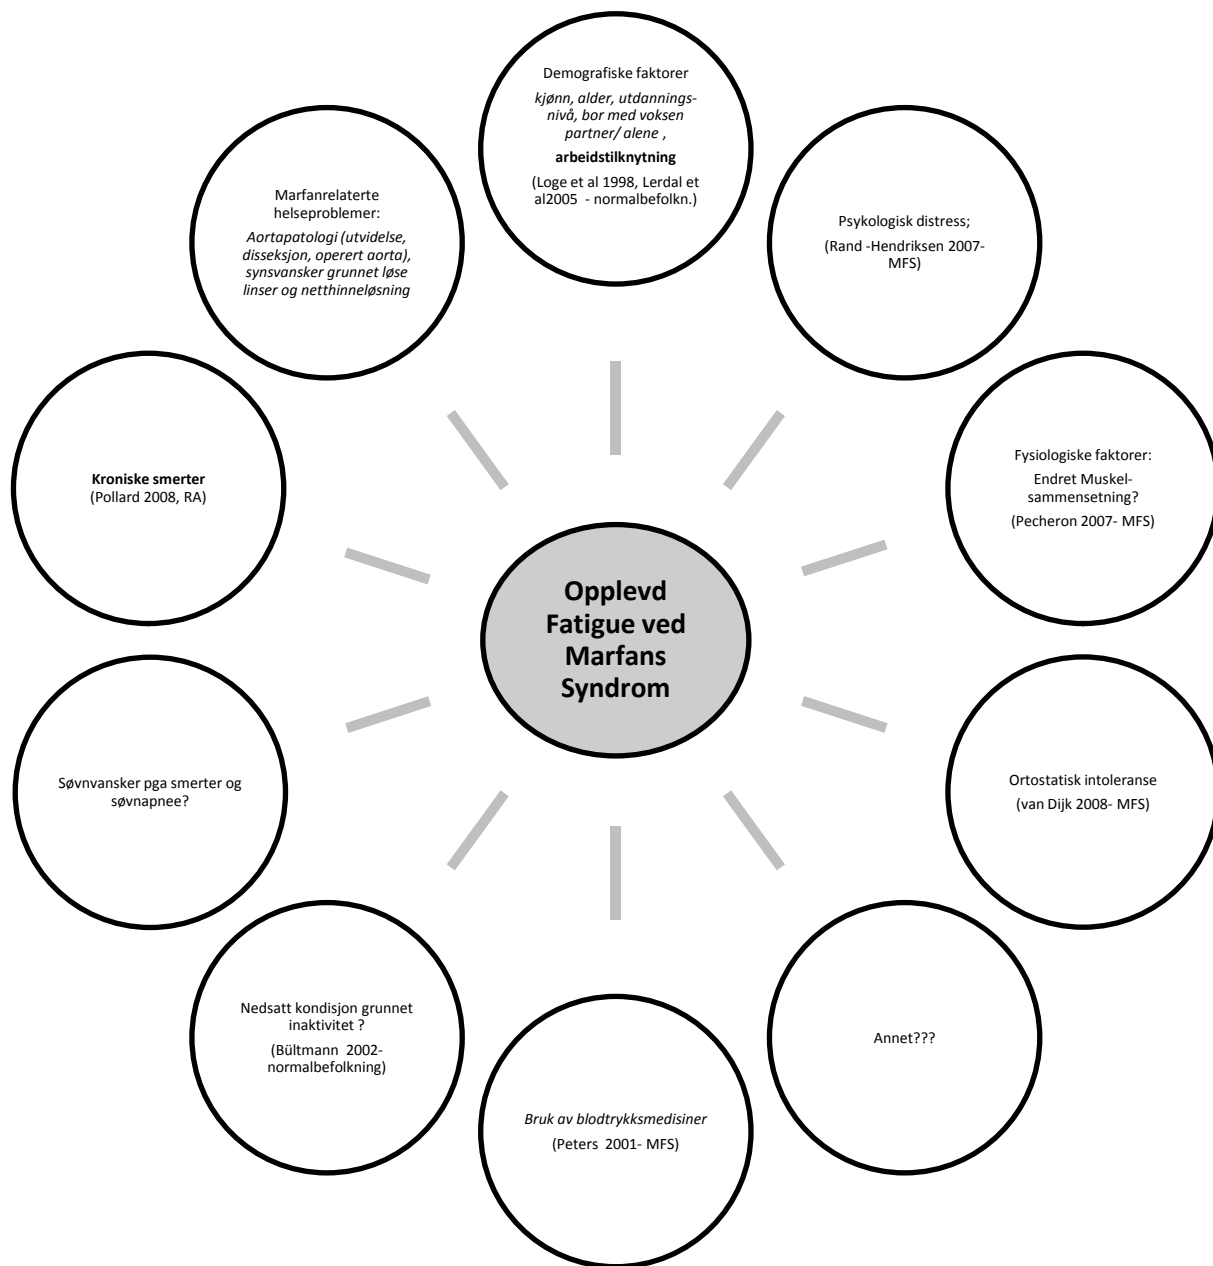 Demografiske faktorer
kjønn, alder, utdannings-
nivå, bor med voksen
partner/ alene ,
arbeidstilknytning
(Loge et al 1998, Lerdal et
al2005 - normalbefolkn.)
Psykologisk distress;
(Rand -Hendriksen 2007-
MFS)
Fysiologiske faktorer:
Endret Muskel-
sammensetning?
(Pecheron 2007- MFS)
Ortostatisk intoleranse
(van Dijk 2008- MFS)
Annet???
Bruk av blodtrykksmedisiner
(Peters 2001- MFS)
Nedsatt kondisjon grunnet
inaktivitet ?
(Bültmann 2002-
normalbefolkning)
Søvnvansker pga smerter og
søvnapnee?
Kroniske smerter
(Pollard 2008, RA)
Marfanrelaterte
helseproblemer:
Aortapatologi (utvidelse,
disseksjon, operert aorta),
synsvansker grunnet løse
linser og netthinneløsning
Opplevd
Fatigue ved
Marfans
Syndrom